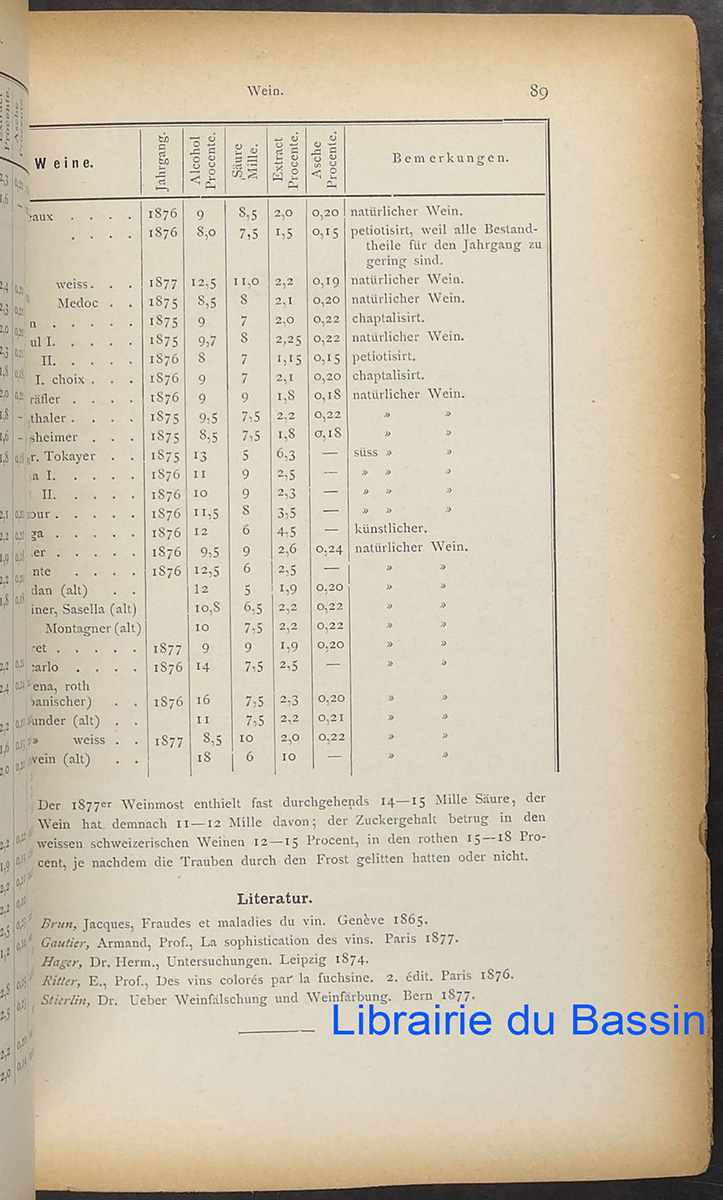 Wein. 89
Weine. Jahrgang. Alcohol Procente. Säure Mille. Extract Procente. Asche Procente. Bemerkungen.
eaux . . . . 1876 9 8,5 2,0 0,20 natürlicher Wein.
. . . . 1876 8,0 7,5 1,5 0,15 petiotisirt, weil alle Bestand-
theile für den Jahrgang zu
gering sind.
weiss. . . 1877 12,5 11,0 2,2 0,19 natürlicher Wein.
Medoc . . 1875 8,5 8 2,1 0,20 natürlicher Wein.
n . . . . . 1875 9 7 2,0 0,22 chaptalisirt.
ul I. . . . . 1875 9,7 8 2,25 0,22 natürlicher Wein.
II. . . . . 1876 8 7 1,15 0,15 petiotisirt.
I. choix . . . 1876 9 7 2,1 0,20 chaptalisirt.
räfler . . . . 1876 9 9 1,8 0,18 natürlicher Wein.
thaler . . . . 1875 9,5 7,5 2,2 0,22 » »
sheimer . . . 1875 8,5 7,5 1,8 0,18 » »
r. Tokayer . . 1875 13 5 6,3 — süss » »
a I. . . . . 1876 11 9 2,5 — » » »
II. . . . . 1876 10 9 2,3 — » » »
our . . . . . 1876 11,5 8 3,5 — » » »
ga . . . . . 1876 12 6 4,5 — künstlicher.
er . . . . . 1876 9,5 9 2,6 0,24 natürlicher Wein.
nte . . . . 1876 12,5 6 2,5 — » »
dan (alt) . . 12 5 1,9 0,20 » »
iner, Sasella (alt) 10,8 6,5 2,2 0,22 » »
Montagner (alt) 10 7,5 2,2 0,22 » »
ret . . . . . 1877 9 9 1,9 0,20 » »
carlo . . . . 1876 14 7,5 2,5 — » »
ena, roth
panischer) . . 1876 16 7,5 2,3 0,20 » »
under (alt) . . 11 7,5 2,2 0,21 » »
» weiss . . 1877 8,5 10 2,0 0,22 » »
wein (alt) . . 18 6 10 — » »
Der 1877er Weinmost enthielt fast durchgehends 14—15 Mille Säure, der
Wein hat demnach 11—12 Mille davon; der Zuckergehalt betrug in den
weissen schweizerischen Weinen 12—15 Procent, in den rothen 15—18 Pro-
cent, je nachdem die Trauben durch den Frost gelitten hatten oder nicht.
Literatur.
Brun, Jacques, Fraudes et maladies du vin. Genève 1865.
Gautier, Armand, Prof., La sophistication des vins. Paris 1877.
Hager, Dr. Herm., Untersuchungen. Leipzig 1874.
Ritter, E., Prof., Des vins colorés par la fuchsine. 2. édit. Paris 1876.
Stierlin, Dr. Ueber Weinfälschung und Weinfärbung. Bern 1877.
Librairie du Bassin